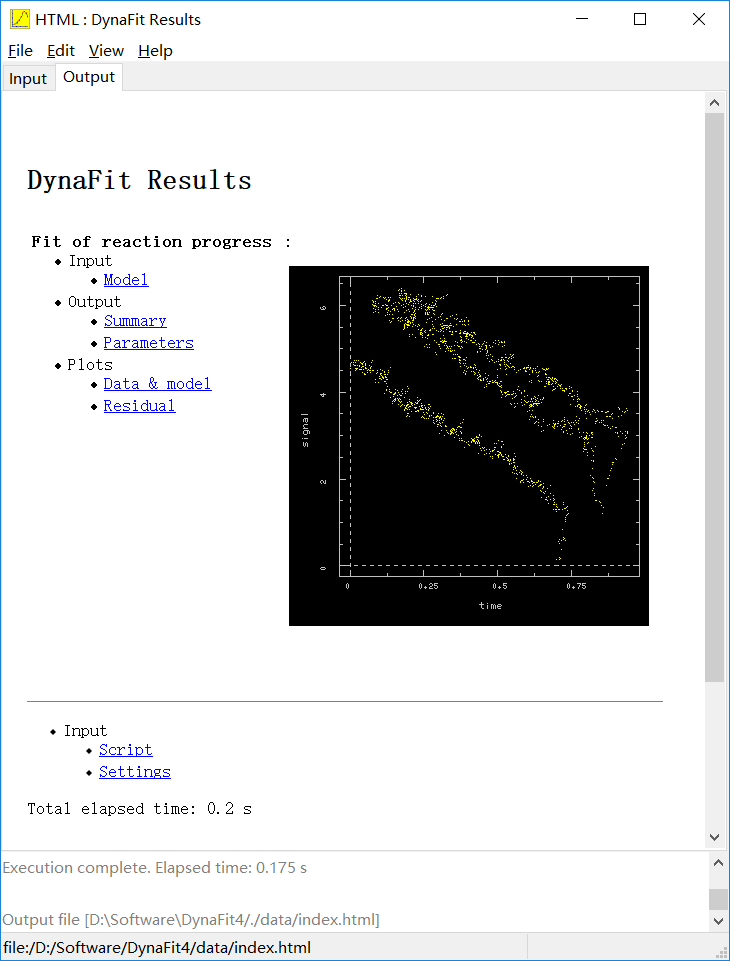 HTML : DynaFit Results
File Edit View Help
Input Output
DynaFit Results
Fit of reaction progress :
Input
Model
Output
Summary
Parameters
Plots
Data & model
Residual
signal
6
4
2
0
0 0.25 0.5 0.75
time
Input
Script
Settings
Total elapsed time: 0.2 s
Execution complete. Elapsed time: 0.175 s
Output file [D:\Software\DynaFit4/./data/index.html]
file:/D:/Software/DynaFit4/data/index.html